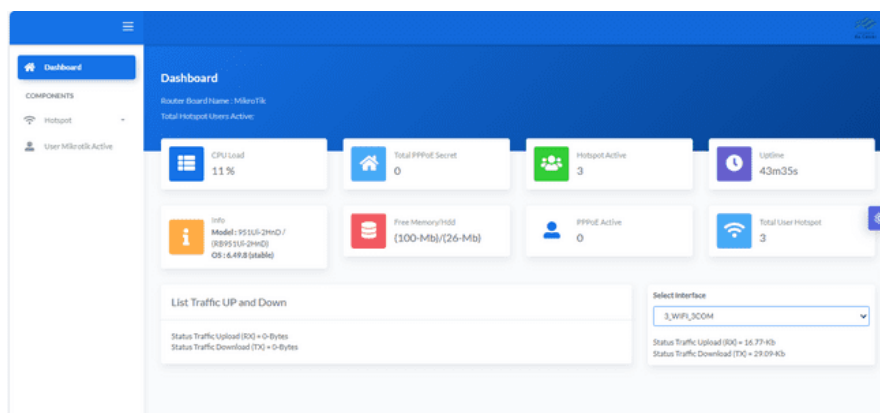 Dashboard
COMPONENTS
Hotspot
User Mikrotik Active
Dashboard
Router Board Name : MikroTik
Total Hotspot Users Active:
CPU Load
11 %
Total PPPoE Secret
0
Hotspot Active
3
Uptime
43m35s
Info
Model : 951Ui-2HnD /
(RB951Ui-2HnD)
OS : 6.49.8 (stable)
Free Memory/Hdd
(100-Mb)/(26-Mb)
PPPoE Active
0
Total User Hotspot
3
List Traffic UP and Down
Status Traffic Upload (RX) = 0-Bytes
Status Traffic Download (TX) = 0-Bytes
Select Interface
3_WIFI_3COM
Status Traffic Upload (RX) = 16.77-Kb
Status Traffic Download (TX) = 29.09-Kb